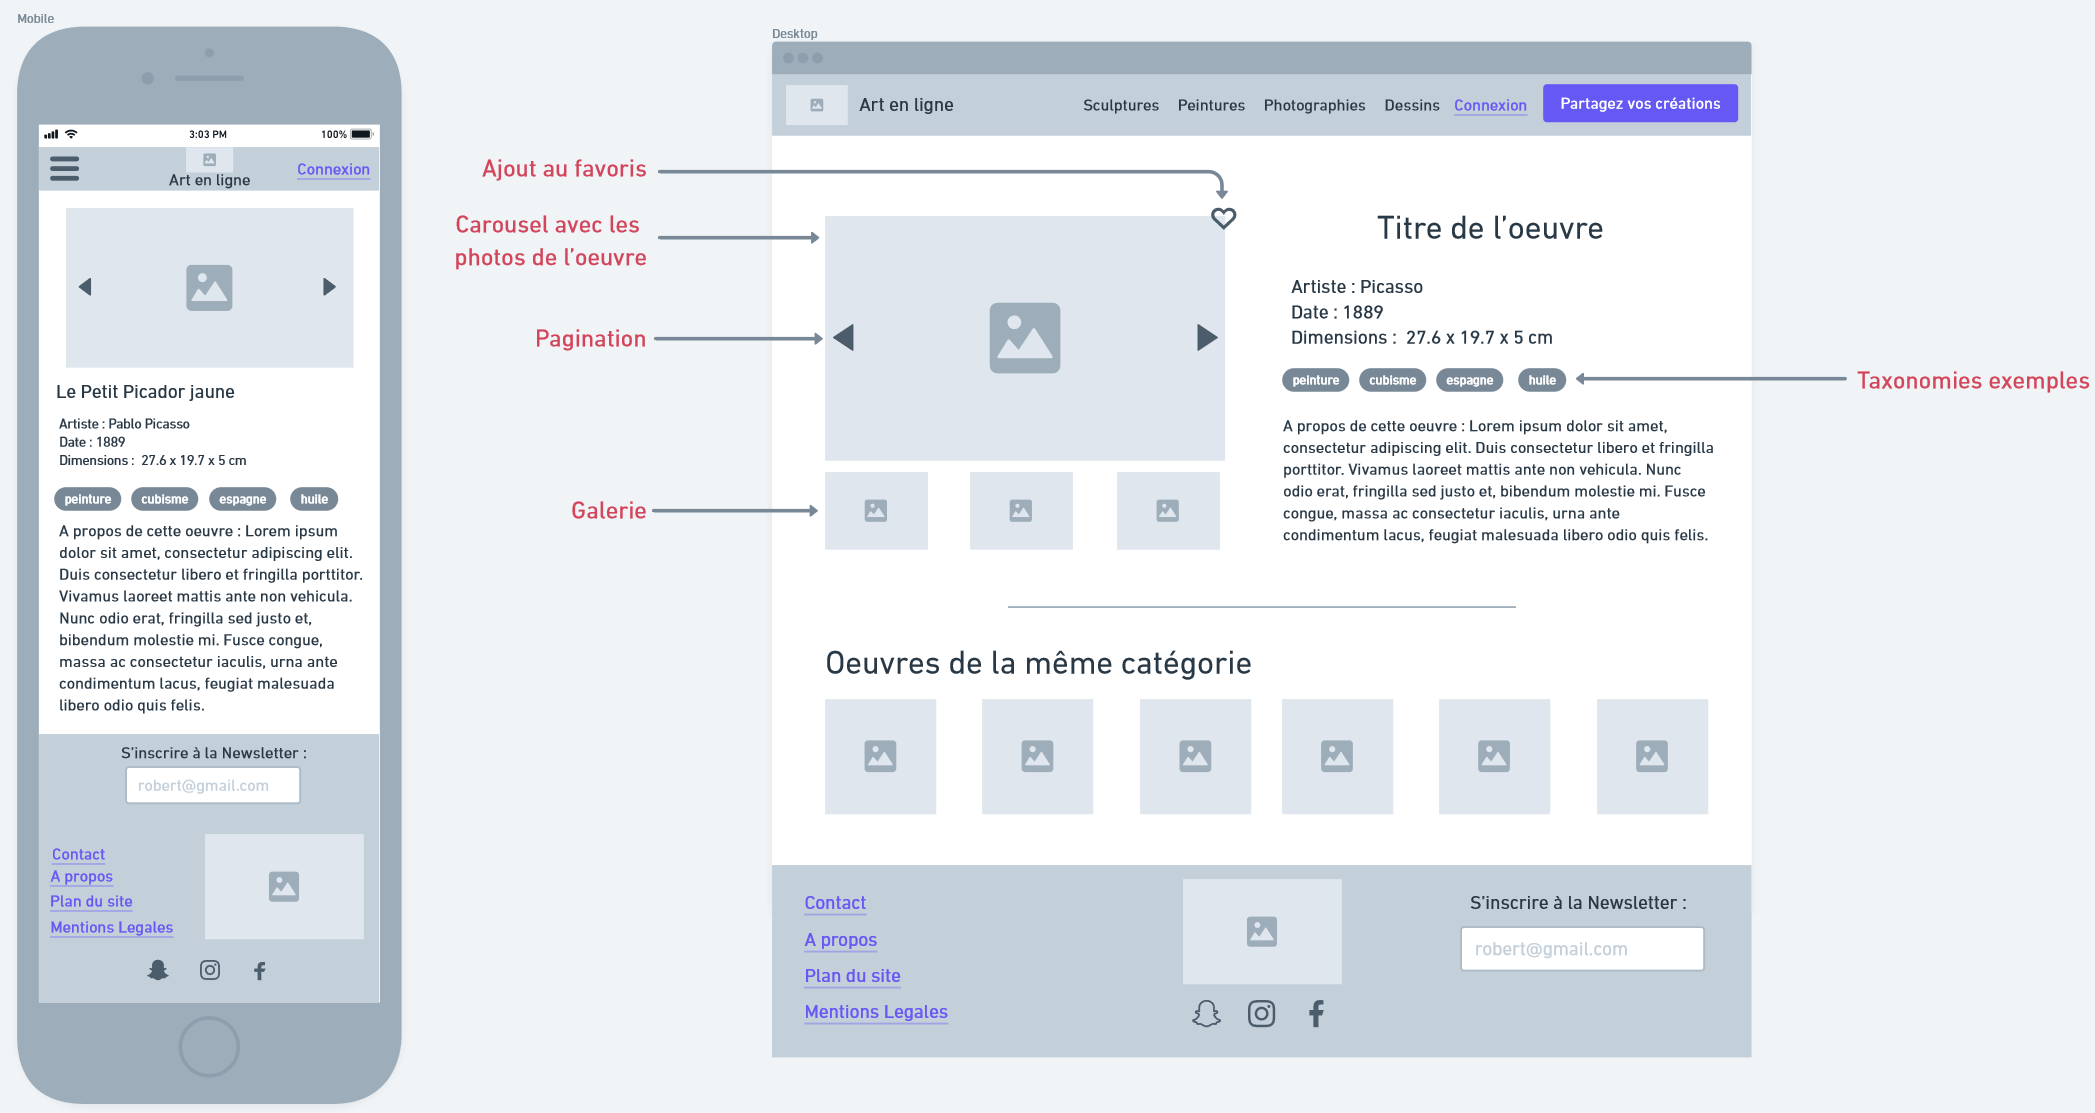 Mobile
3:03 PM
100%
Art en ligne
Connexion
Le Petit Picador jaune
Artiste : Pablo Picasso
Date : 1889
Dimensions : 27.6 x 19.7 x 5 cm
peinture cubisme espagne huile
A propos de cette oeuvre : Lorem ipsum
dolor sit amet, consectetur adipiscing elit.
Duis consectetur libero et fringilla porttitor.
Vivamus laoreet mattis ante non vehicula.
Nunc odio erat, fringilla sed justo et,
bibendum molestie mi. Fusce congue,
massa ac consectetur iaculis, urna ante
condimentum lacus, feugiat malesuada
libero odio quis felis.
S'inscrire à la Newsletter :
robert@gmail.com
Contact
A propos
Plan du site
Mentions Legales
Ajout au favoris
Carousel avec les
photos de l'oeuvre
Pagination
Galerie
Desktop
Art en ligne
Sculptures Peintures Photographies Dessins Connexion Partagez vos créations
Titre de l'oeuvre
Artiste : Picasso
Date : 1889
Dimensions : 27.6 x 19.7 x 5 cm
peinture cubisme espagne huile
Taxonomies exemples
A propos de cette oeuvre : Lorem ipsum dolor sit amet,
consectetur adipiscing elit. Duis consectetur libero et fringilla
porttitor. Vivamus laoreet mattis ante non vehicula. Nunc
odio erat, fringilla sed justo et, bibendum molestie mi. Fusce
congue, massa ac consectetur iaculis, urna ante
condimentum lacus, feugiat malesuada libero odio quis felis.
Oeuvres de la même catégorie
Contact
A propos
Plan du site
Mentions Legales
S'inscrire à la Newsletter :
robert@gmail.com